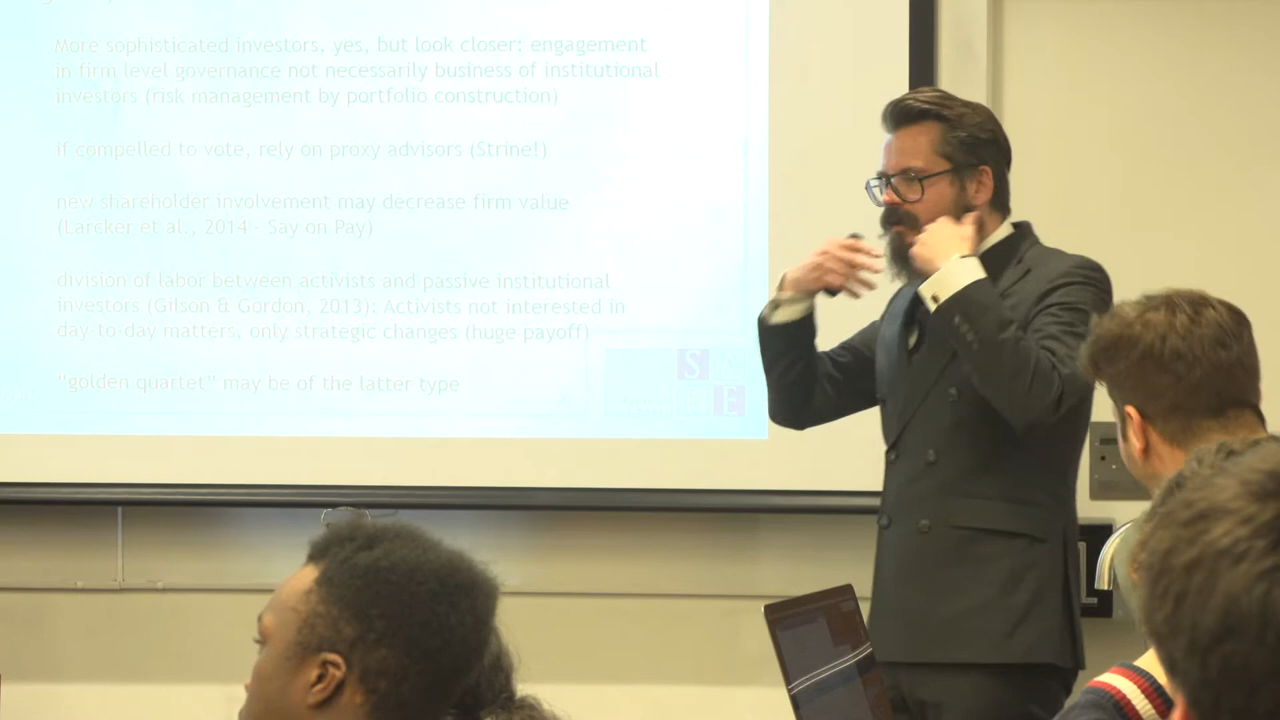 More sophisticated investors, yes, but look closer: engagement
in firm level governance not necessarily business of institutional
investors (risk management by portfolio construction)
if compelled to vote, rely on proxy advisors (Strine!)
new shareholder involvement may decrease firm value
(Larcker et al., 2014 - Say on Pay)
division of labor between activists and passive institutional
investors (Gilson & Gordon, 2013): Activists not interested in
day-to-day matters, only strategic changes (huge payoff)
"golden quartet" may be of the latter type
S
E